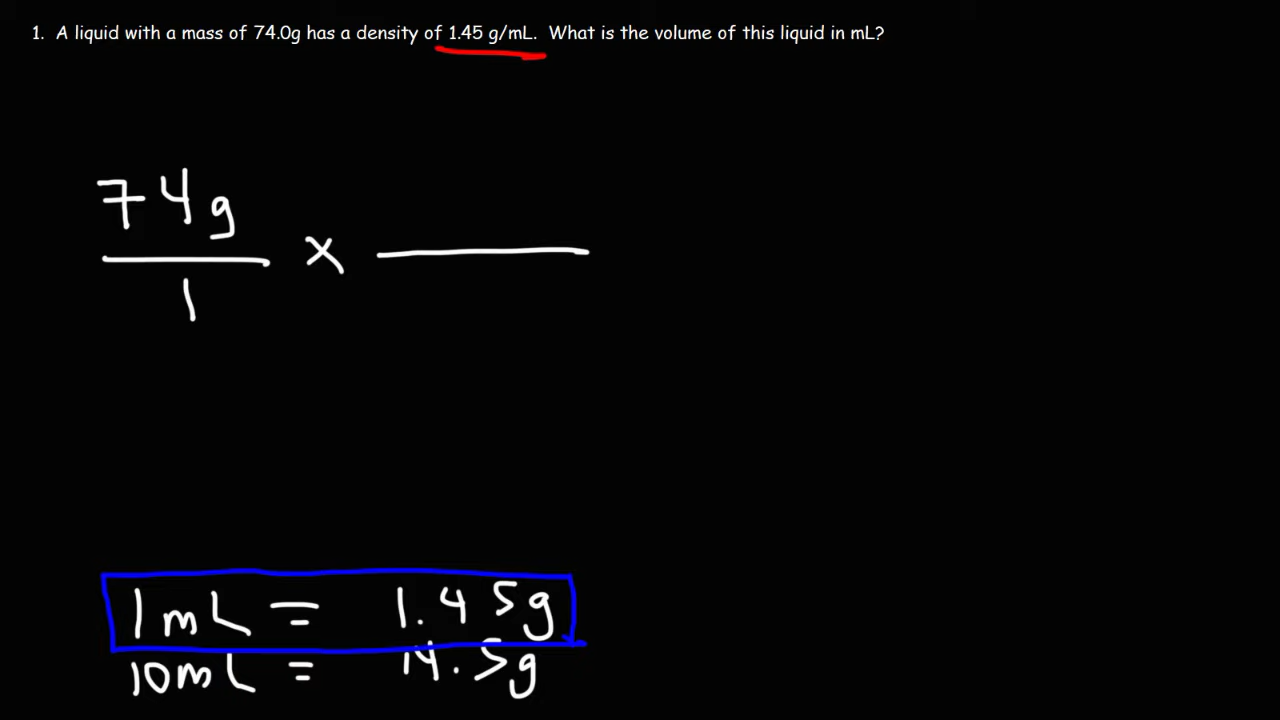 1. A liquid with a mass of 74.0g has a density of 1.45 g/mL. What is the volume of this liquid in mL?
74g
×
1
1mL = 1.45g
10mL = 14.5g